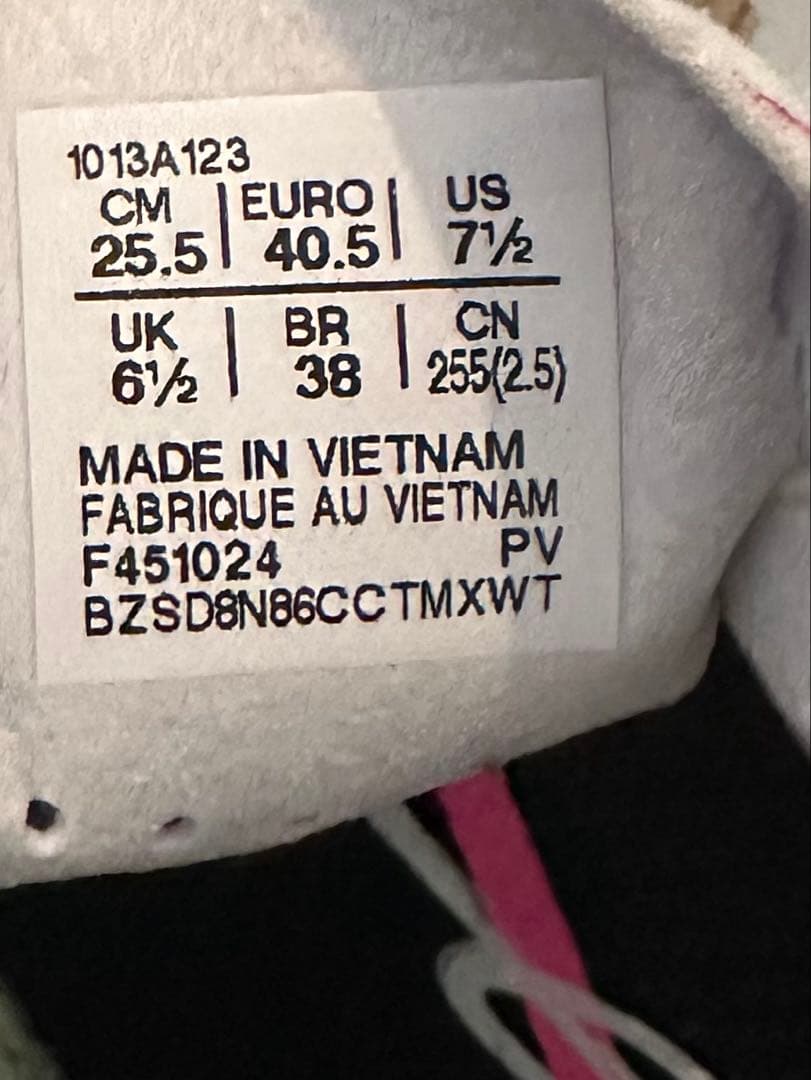 1013A123
CM | EURO | US
25.5 | 40.5 | 7½
UK | BR | CN
6½ | 38 | 255(2.5)
MADE IN VIETNAM
FABRIQUE AU VIETNAM
F451024 PV
BZSD8N86CCTMXWT